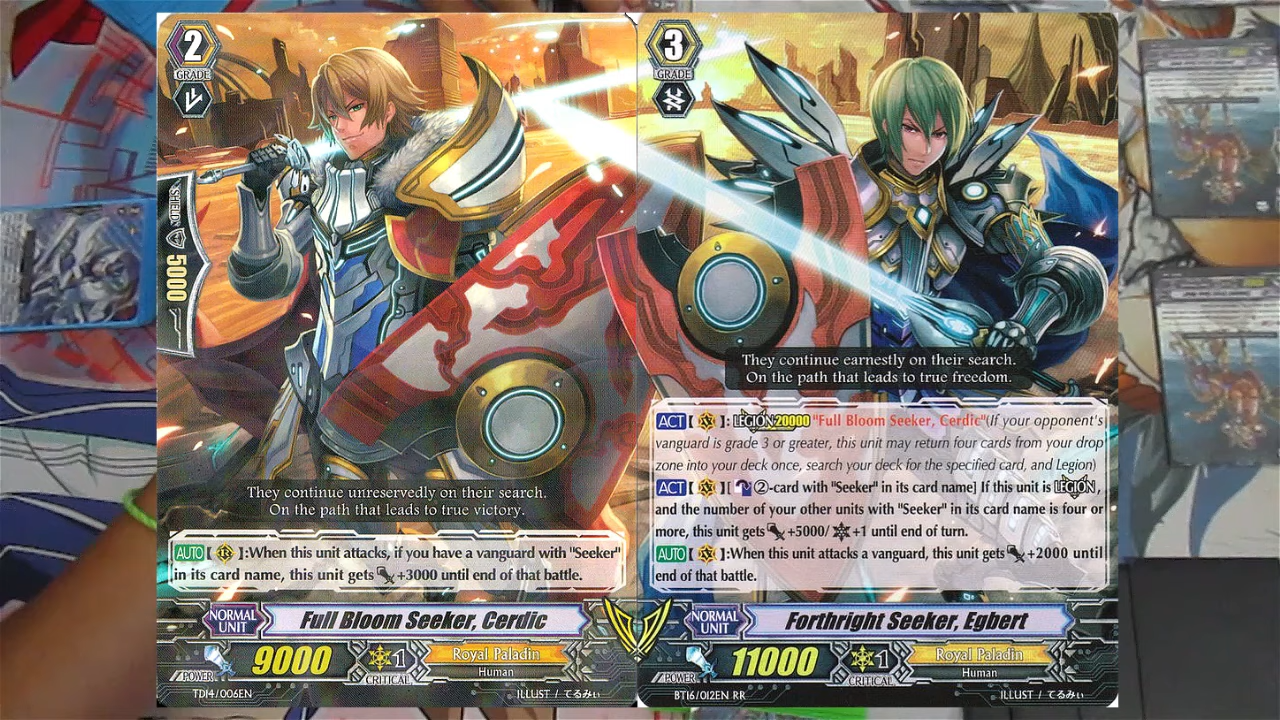 2
GRADE
SHIELD 5000
They continue unreservedly on their search.
On the path that leads to true victory.
AUTO【 R 】:When this unit attacks, if you have a vanguard with "Seeker"
in its card name, this unit gets +3000 until end of that battle.
NORMAL
UNIT
Full Bloom Seeker, Cerdic
POWER 9000
1
CRITICAL
Royal Paladin
Human
TD14/006EN
ILLUST / てるみぃ
3
GRADE
They continue earnestly on their search.
On the path that leads to true freedom.
ACT【 】: LEGION 20000 "Full Bloom Seeker, Cerdic"(If your opponent's
vanguard is grade 3 or greater, this unit may return four cards from your drop
zone into your deck once, search your deck for the specified card, and Legion)
ACT【 】[ ②-card with "Seeker" in its card name] If this unit is LEGION,
and the number of your other units with "Seeker" in its card name is four or
more, this unit gets +5000/ +1 until end of turn.
AUTO【 】:When this unit attacks a vanguard, this unit gets +2000 until
end of that battle.
NORMAL
UNIT
Forthright Seeker, Egbert
POWER 11000
1
CRITICAL
Royal Paladin
Human
BT16/012EN RR
ILLUST / てるみぃ